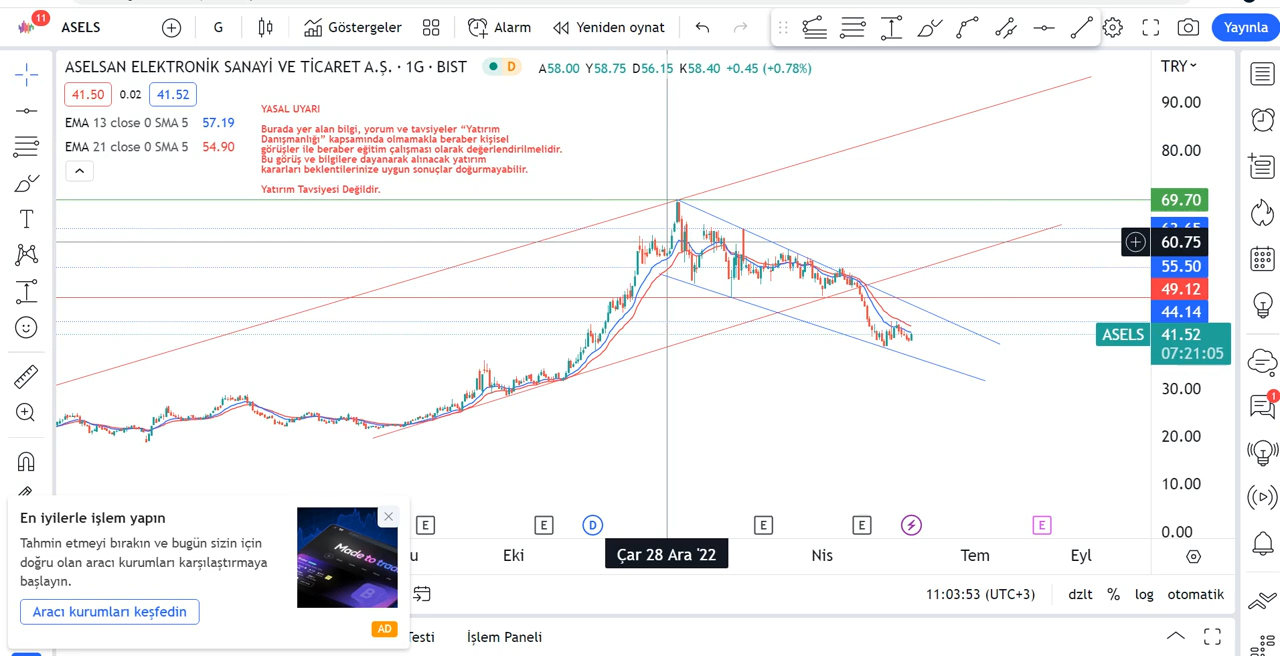 11
ASELS
G
Göstergeler
Alarm
Yeniden oynat
Yayınla
ASELSAN ELEKTRONİK SANAYİ VE TİCARET A.Ş. · 1G · BIST
D
A58.00 Y58.75 D56.15 K58.40 +0.45 (+0.78%)
TRY
41.50
0.02
41.52
EMA 13 close 0 SMA 5 57.19
EMA 21 close 0 SMA 5 54.90
YASAL UYARI
Burada yer alan bilgi, yorum ve tavsiyeler “Yatırım
Danışmanlığı” kapsamında olmamakla beraber kişisel
görüşler ile beraber eğitim çalışması olarak değerlendirilmelidir.
Bu görüş ve bilgilere dayanarak alınacak yatırım
kararları beklentilerinize uygun sonuçlar doğurmayabilir.
Yatırım Tavsiyesi Değildir.
90.00
80.00
69.70
60.75
55.50
49.12
44.14
ASELS
41.52
07:21:05
30.00
20.00
10.00
0.00
1
E
E
D
E
E
E
Eki
Çar 28 Ara '22
Nis
Tem
Eyl
En iyilerle işlem yapın
Tahmin etmeyi bırakın ve bugün sizin için
doğru olan aracı kurumları karşılaştırmaya
başlayın.
Aracı kurumları keşfedin
Made to
AD
11:03:53 (UTC+3)
dzlt
%
log
otomatik
İşlem Paneli